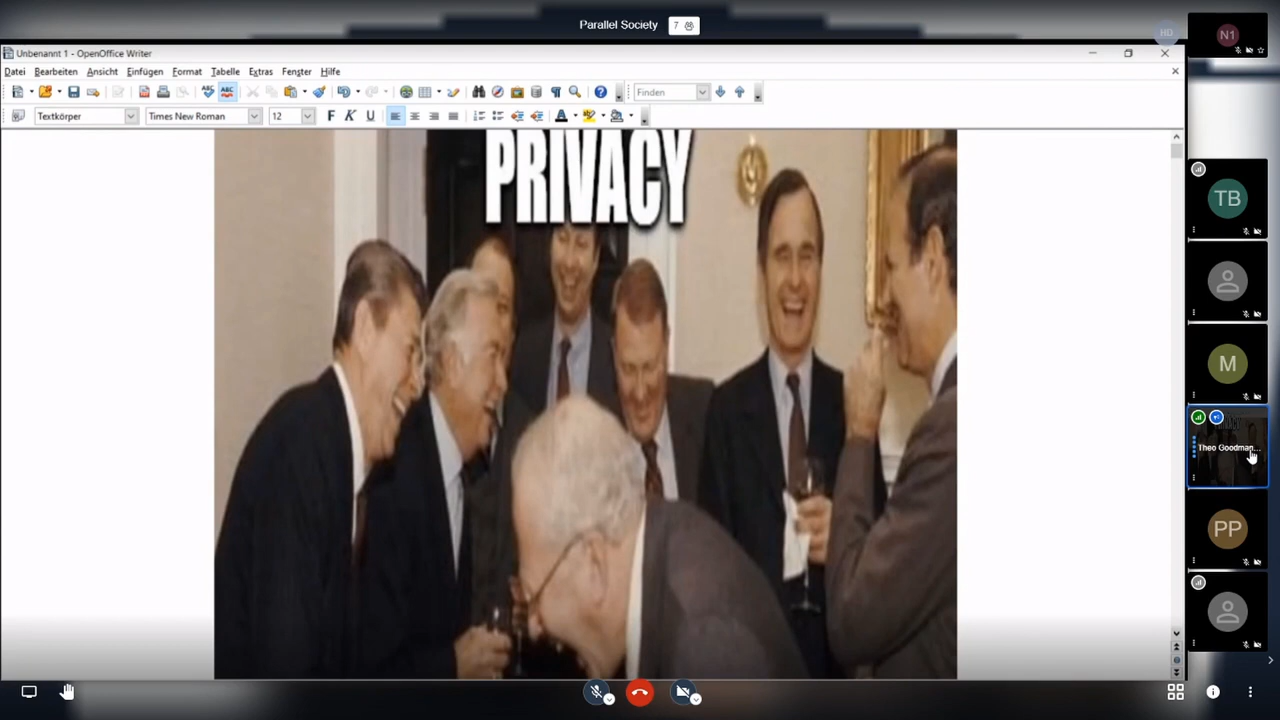 Parallel Society 7
HD
N1
Unbenannt 1 - OpenOffice Writer
Datei Bearbeiten Ansicht Einfügen Format Tabelle Extras Fenster Hilfe
Finden
Textkörper Times New Roman 12 F K U
PRIVACY
TB
M
Theo Goodman...
PP